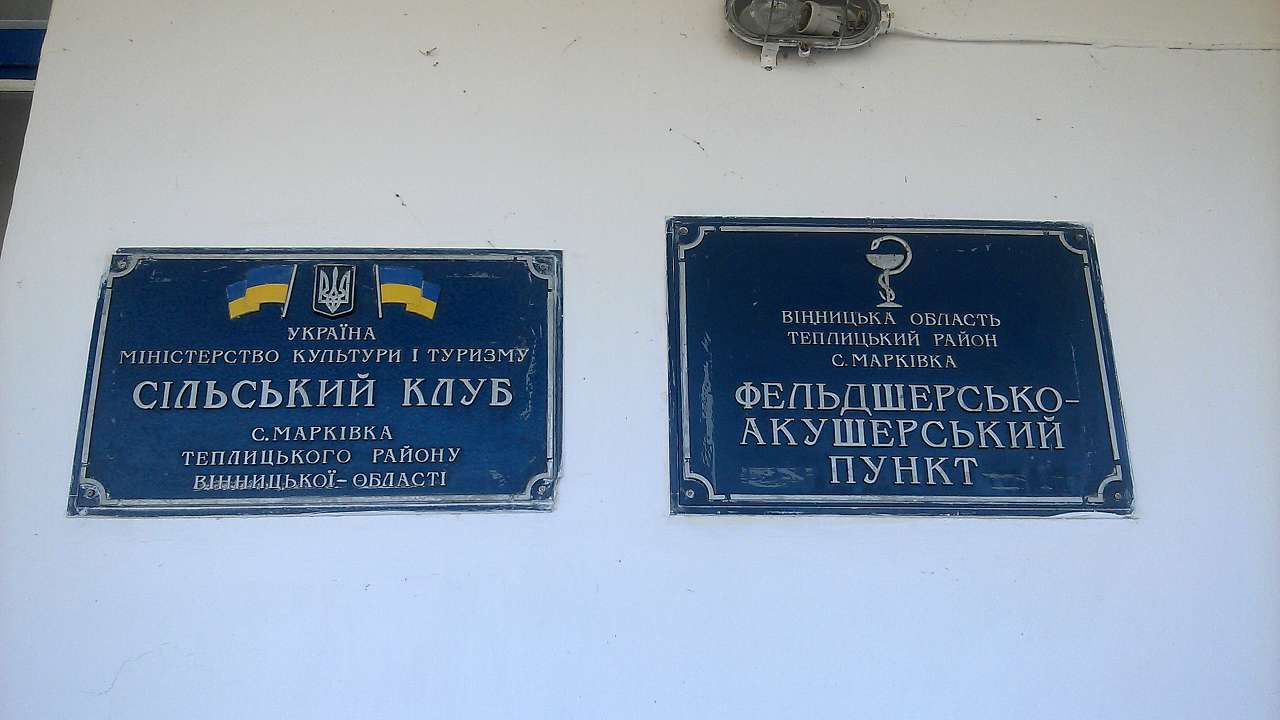 УКРАЇНА
МІНІСТЕРСТВО КУЛЬТУРИ І ТУРИЗМУ
СІЛЬСЬКИЙ КЛУБ
С.МАРКІВКА
ТЕПЛИЦЬКОГО РАЙОНУ
ВІННИЦЬКОЇ-ОБЛАСТІ
ВІННИЦЬКА ОБЛАСТЬ
ТЕПЛИЦЬКИЙ РАЙОН
С.МАРКІВКА
ФЕЛЬДШЕРСЬКО-
АКУШЕРСЬКИЙ
ПУНКТ